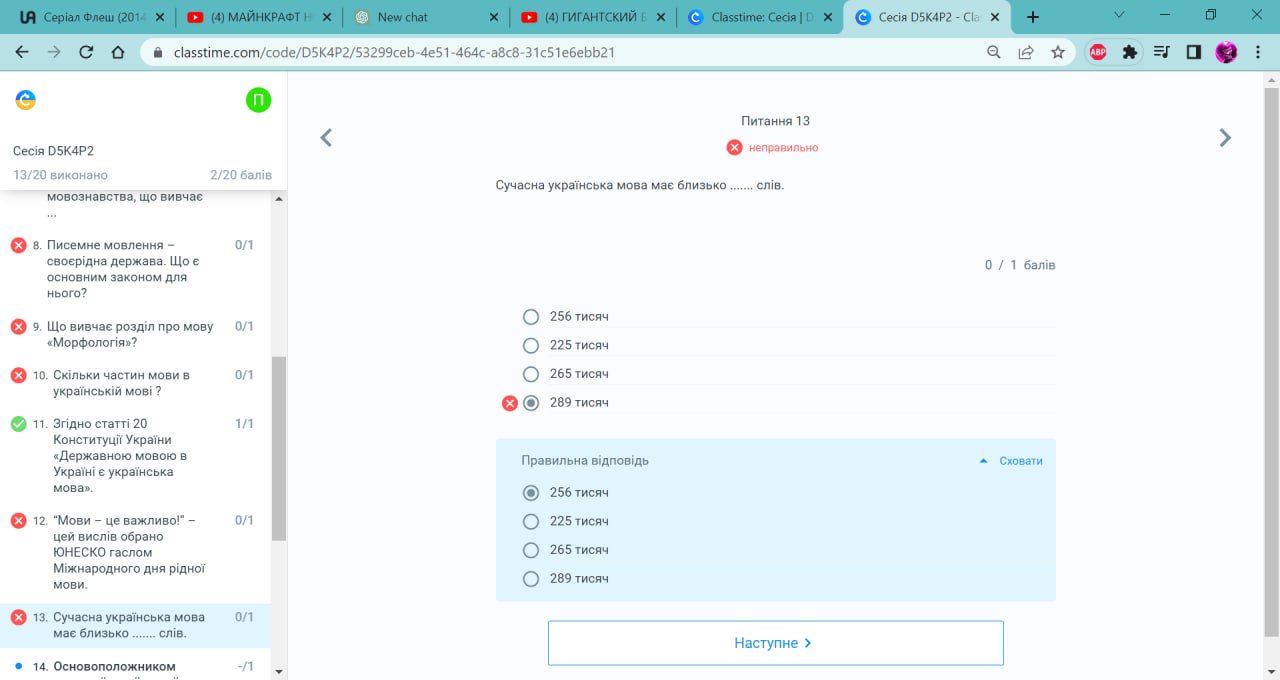 Серіал Флеш (2014
(4) МАЙНКРАФТ Н
New chat
(4) ГИГАНТСКИЙ Б
Classtime: Сесія | D
Сесія D5K4P2 - Cla
classtime.com/code/D5K4P2/53299ceb-4e51-464c-a8c8-31c51e6ebb21
ABP
П
Сесія D5K4P2
13/20 виконано
2/20 балів
мовознавства, що вивчає
...
8. Писемне мовлення –
своєрідна держава. Що є
основним законом для
нього?
0/1
9. Що вивчає розділ про мову
«Морфологія»?
0/1
10. Скільки частин мови в
українській мові ?
0/1
11. Згідно статті 20
Конституції України
«Державною мовою в
Україні є українська
мова».
1/1
12. "Мови – це важливо!" –
цей вислів обрано
ЮНЕСКО гаслом
Міжнародного дня рідної
мови.
0/1
13. Сучасна українська мова
має близько ....... слів.
0/1
14. Основоположником
-/1
Питання 13
неправильно
Сучасна українська мова має близько ....... слів.
0 / 1 балів
256 тисяч
225 тисяч
265 тисяч
289 тисяч
Правильна відповідь
Сховати
256 тисяч
225 тисяч
265 тисяч
289 тисяч
Наступне